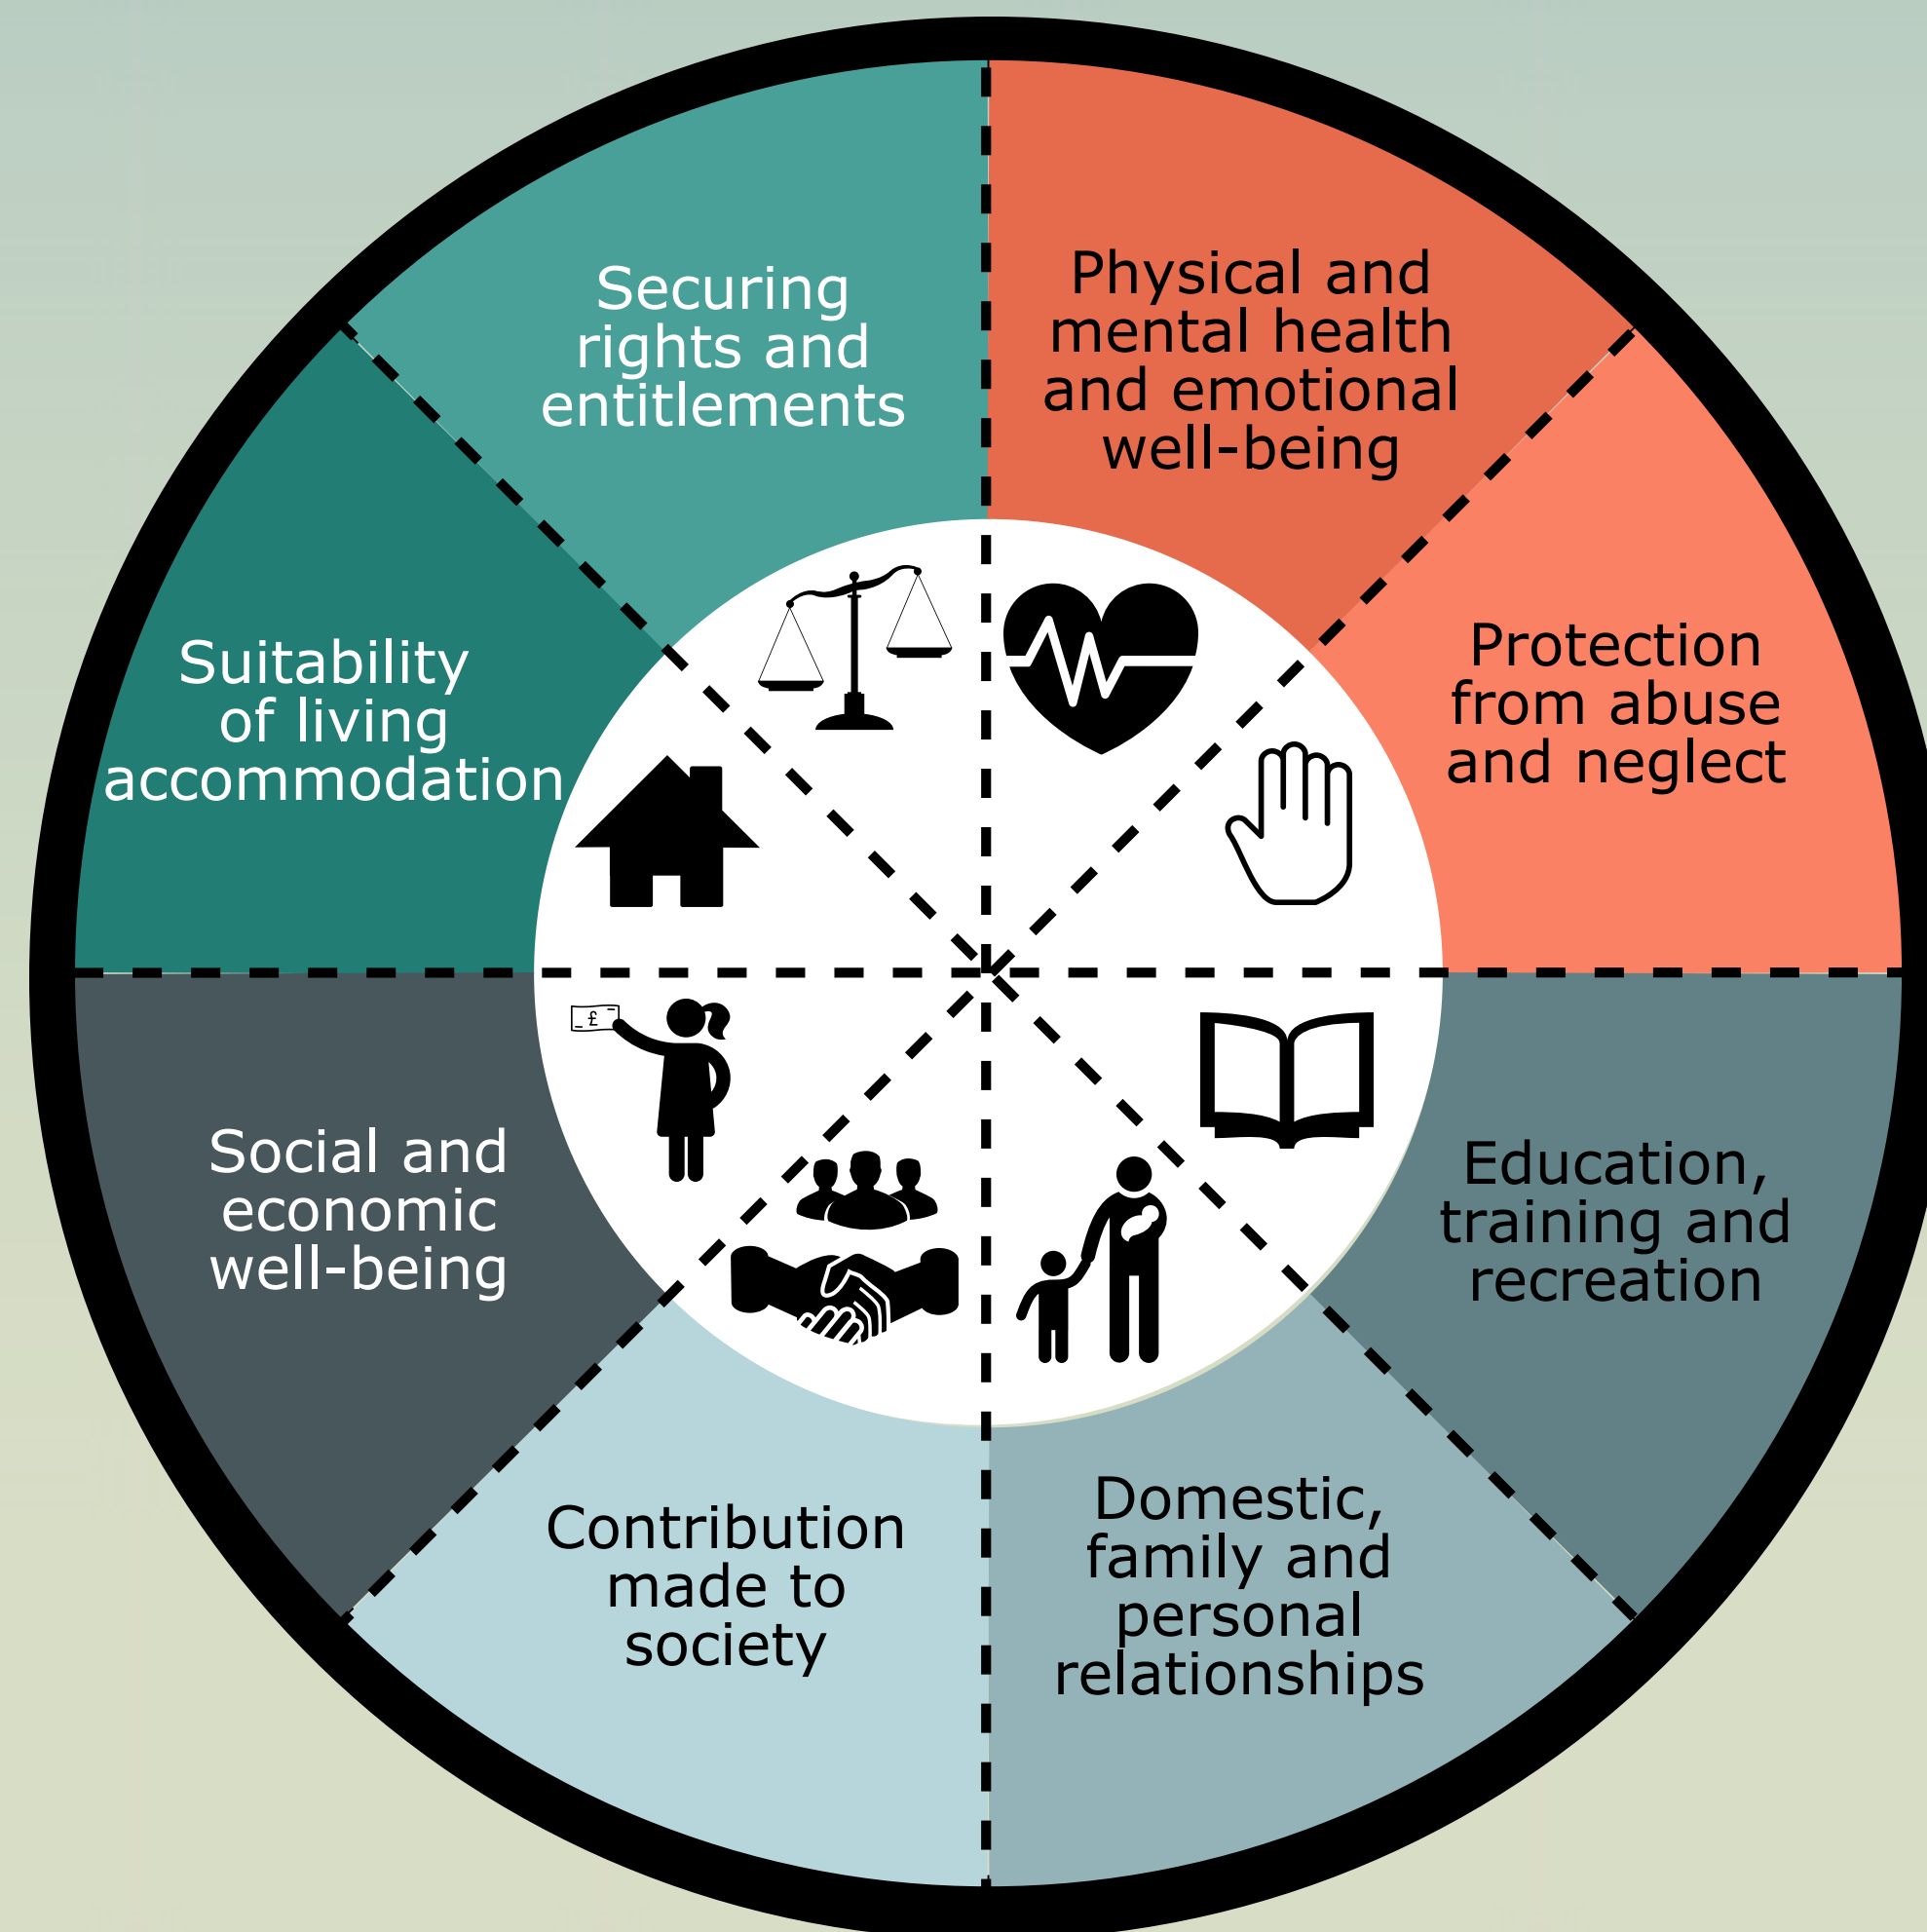 Securing
rights and
entitlements
Physical and
mental health
and emotional
well-being
Protection
from abuse
and neglect
Education,
training and
recreation
Domestic,
family and
personal
relationships
Contribution
made to
society
Social and
economic
well-being
Suitability
of living
accommodation
£